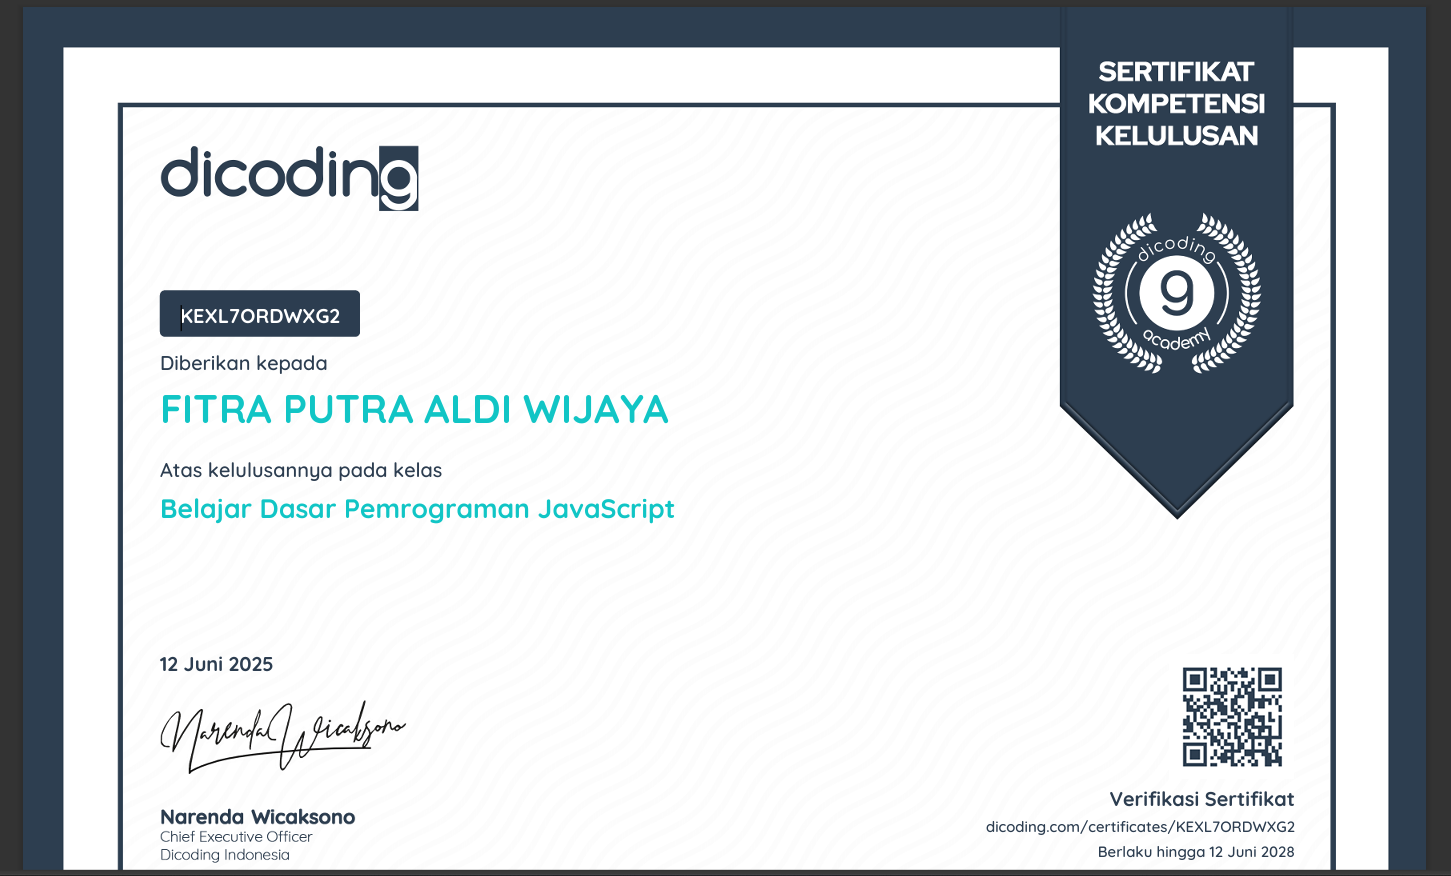 SERTIFIKAT
KOMPETENSI
KELULUSAN
dicoding
dicoding
g
academy
KEXL7ORDWXG2
Diberikan kepada
FITRA PUTRA ALDI WIJAYA
Atas kelulusannya pada kelas
Belajar Dasar Pemrograman JavaScript
12 Juni 2025
Narenda Wicaksono
Narenda Wicaksono
Chief Executive Officer
Dicoding Indonesia
Verifikasi Sertifikat
dicoding.com/certificates/KEXL7ORDWXG2
Berlaku hingga 12 Juni 2028